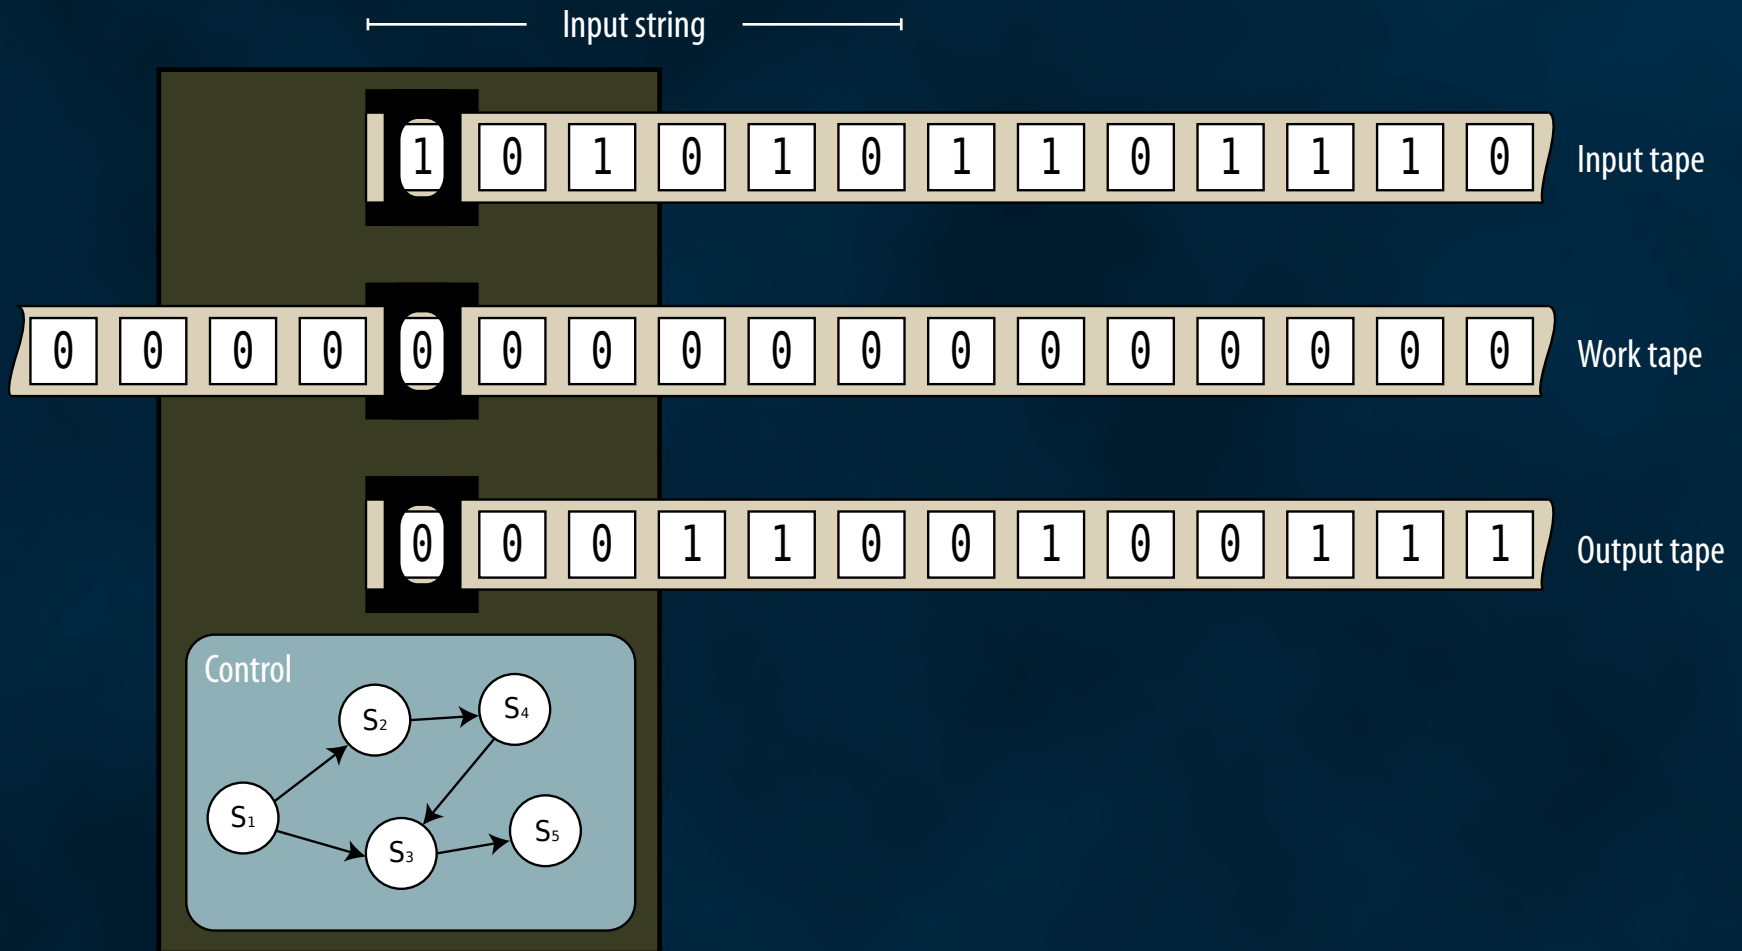 Input string
1 0 1 0 1 0 1 1 0 1 1 1 0 Input tape
0 0 0 0 0 0 0 0 0 0 0 0 0 0 0 0 0 Work tape
0 0 0 1 1 0 0 1 0 0 1 1 1 Output tape
Control
S₂ S₄
S₁ S₃ S₅